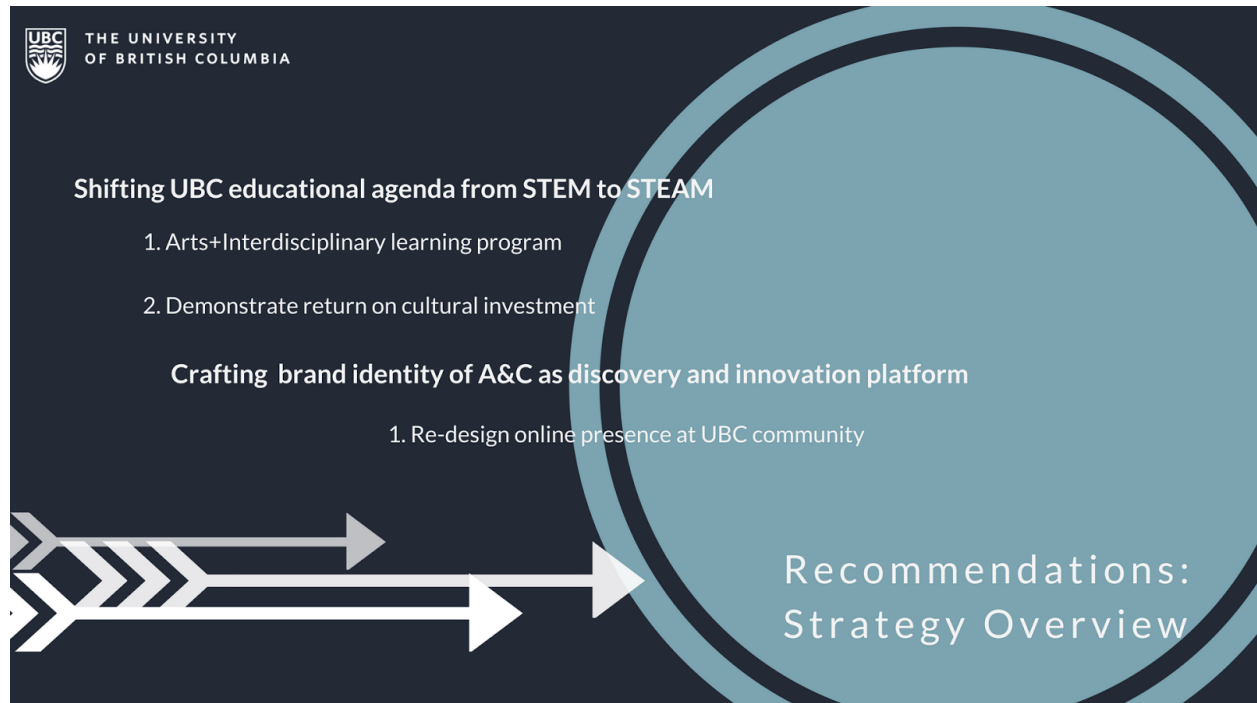 UBC
THE UNIVERSITY
OF BRITISH COLUMBIA
Shifting UBC educational agenda from STEM to STEAM
1. Arts+Interdisciplinary learning program
2. Demonstrate return on cultural investment
Crafting  brand identity of A&C as discovery and innovation platform
1. Re-design online presence at UBC community
Recommendations:
Strategy Overview